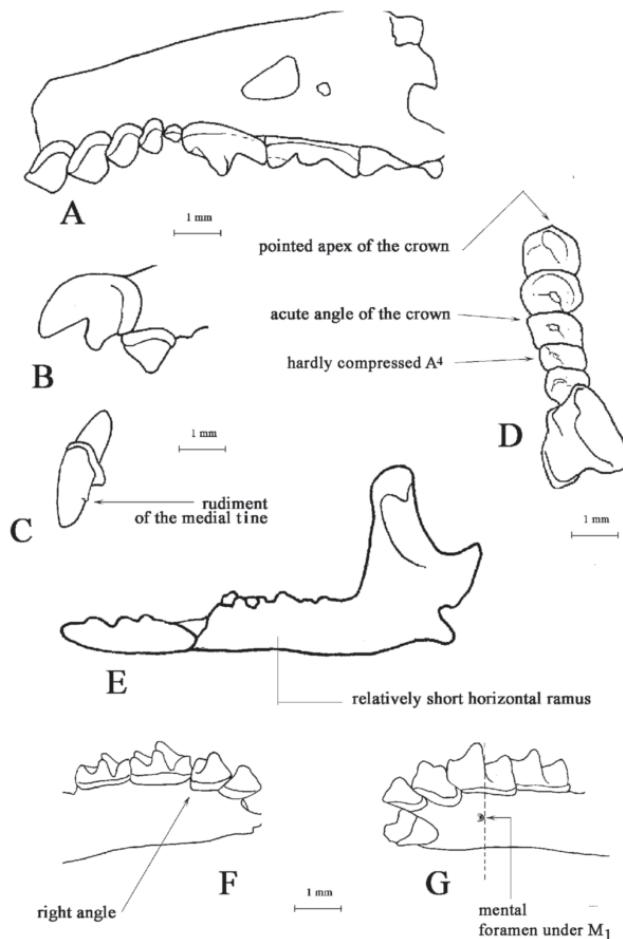 A
1 mm
pointed apex of the crown
B
acute angle of the crown
hardly compressed A⁴
D
1 mm
C
rudiment
of the medial tine
1 mm
E
relatively short horizontal ramus
F
G
right angle
1 mm
mental
foramen under M₁